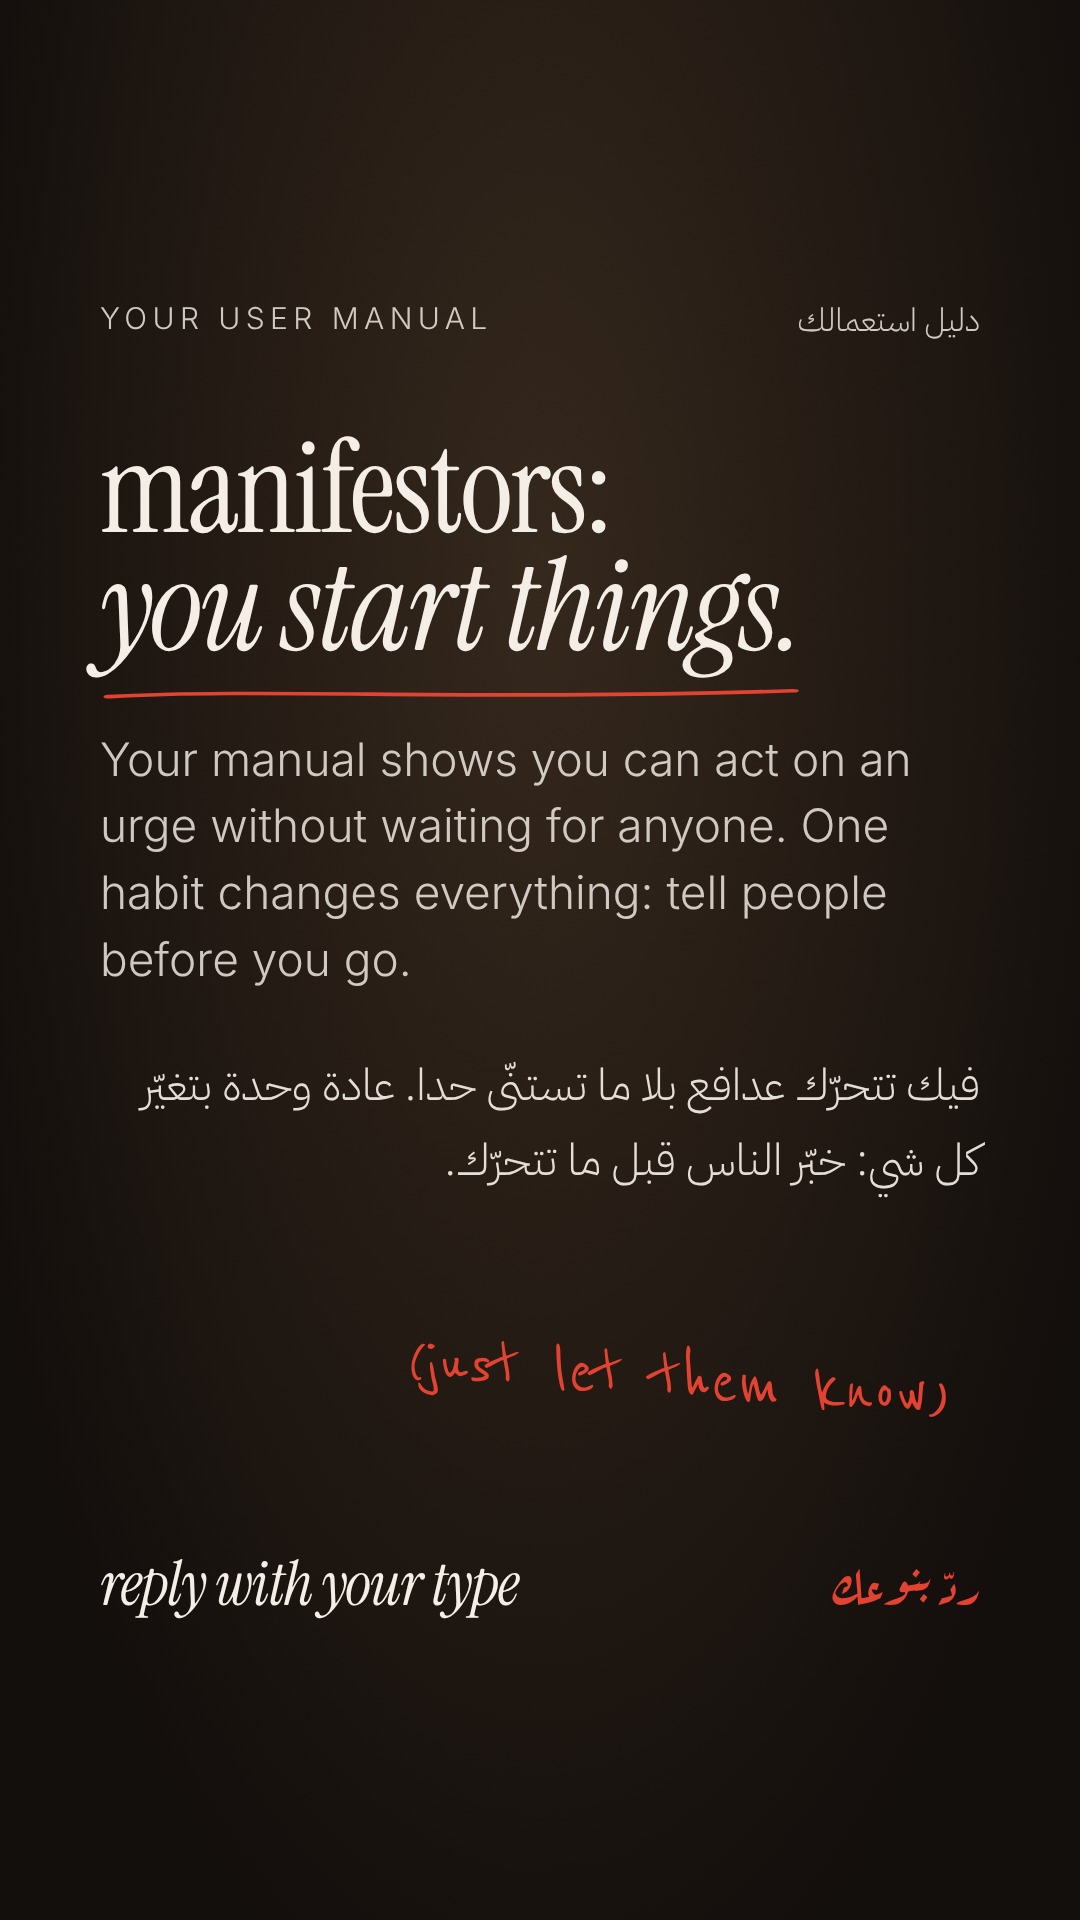 YOUR USER MANUAL
دليل استعمالك
manifestors:
you start things.
Your manual shows you can act on an
urge without waiting for anyone. One
habit changes everything: tell people
before you go.
فيك تتحرّك عدافع بلا ما تستنّى حدا. عادة وحدة بتغيّر
كل شي: خبّر الناس قبل ما تتحرّك.
(just let them know)
reply with your type
ردّ بنوعك